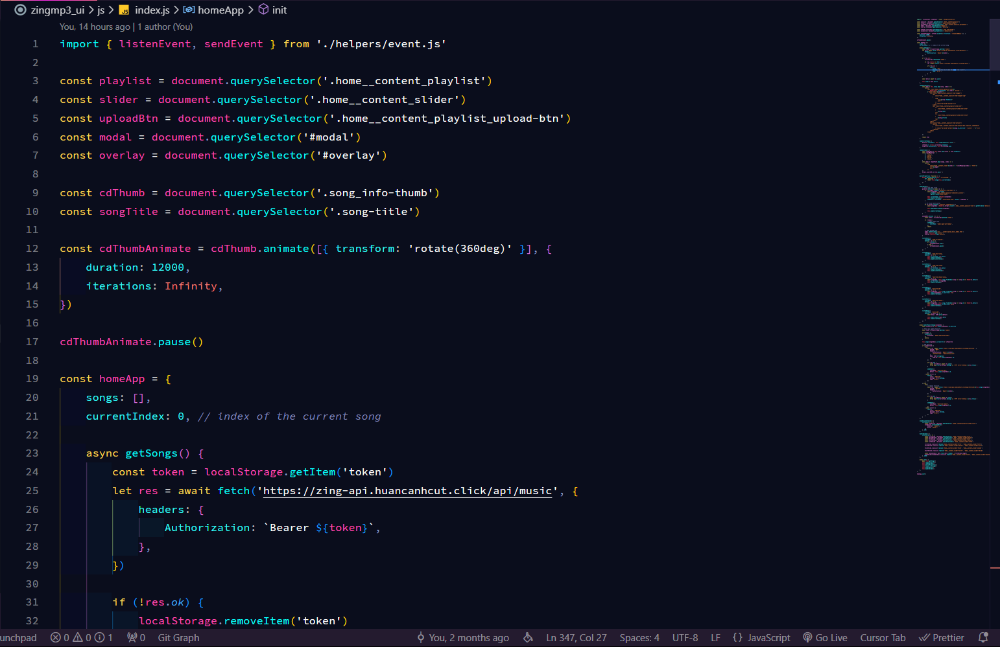 zingmp3_ui > js > JS index.js > homeApp > init
You, 14 hours ago | 1 author (You)
1 import { listenEvent, sendEvent } from './helpers/event.js'
2
3 const playlist = document.querySelector('.home__content_playlist')
4 const slider = document.querySelector('.home__content_slider')
5 const uploadBtn = document.querySelector('.home__content_playlist_upload-btn')
6 const modal = document.querySelector('#modal')
7 const overlay = document.querySelector('#overlay')
8
9 const cdThumb = document.querySelector('.song_info-thumb')
10 const songTitle = document.querySelector('.song-title')
11
12 const cdThumbAnimate = cdThumb.animate([{ transform: 'rotate(360deg)' }], {
13     duration: 12000,
14     iterations: Infinity,
15 })
16
17 cdThumbAnimate.pause()
18
19 const homeApp = {
20     songs: [],
21     currentIndex: 0, // index of the current song
22
23     async getSongs() {
24         const token = localStorage.getItem('token')
25         let res = await fetch('https://zing-api.huancanhcut.click/api/music', {
26             headers: {
27                 Authorization: `Bearer ${token}`,
28             },
29         })
30
31         if (!res.ok) {
32             localStorage.removeItem('token')
unchpad 0 0 1 0 Git Graph You, 2 months ago Ln 347, Col 27 Spaces: 4 UTF-8 LF {} JavaScript Go Live Cursor Tab Prettier